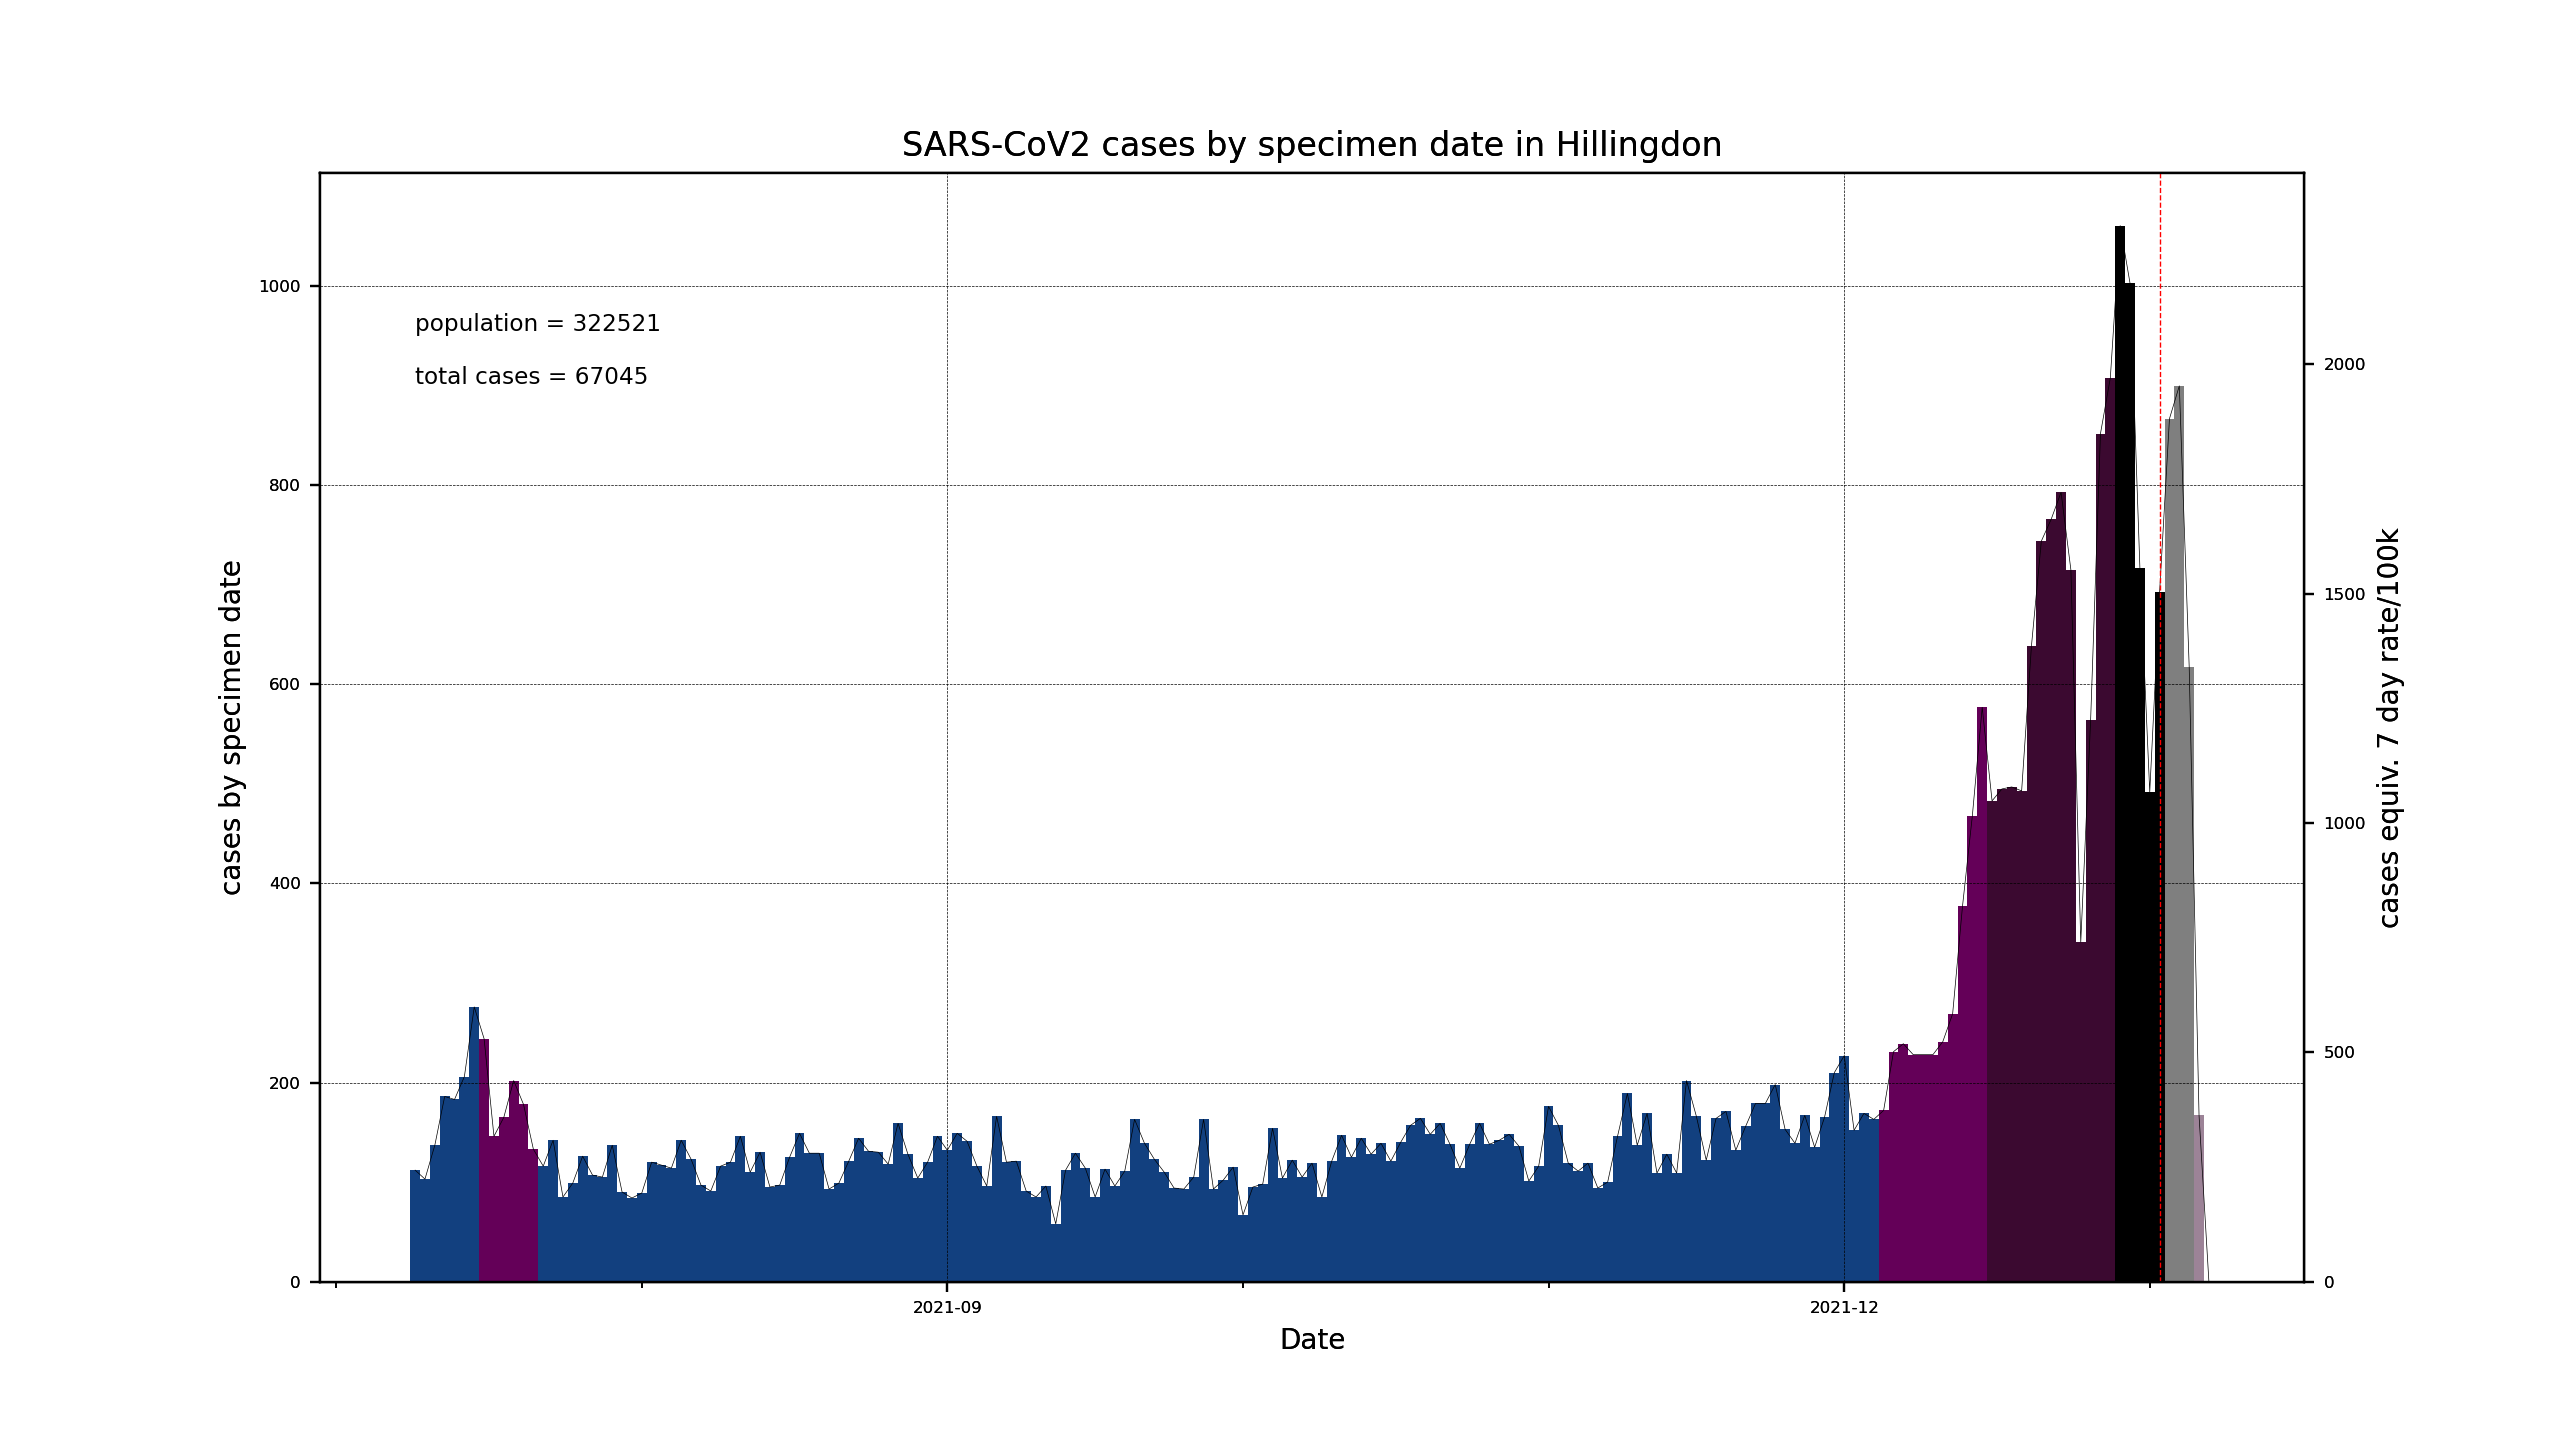 SARS-CoV2 cases by specimen date in Hillingdon
population = 322521
total cases = 67045
cases by specimen date
1000
800
600
400
200
0
2000
1500
1000
500
0
cases equiv. 7 day rate/100k
2021-09
2021-12
Date